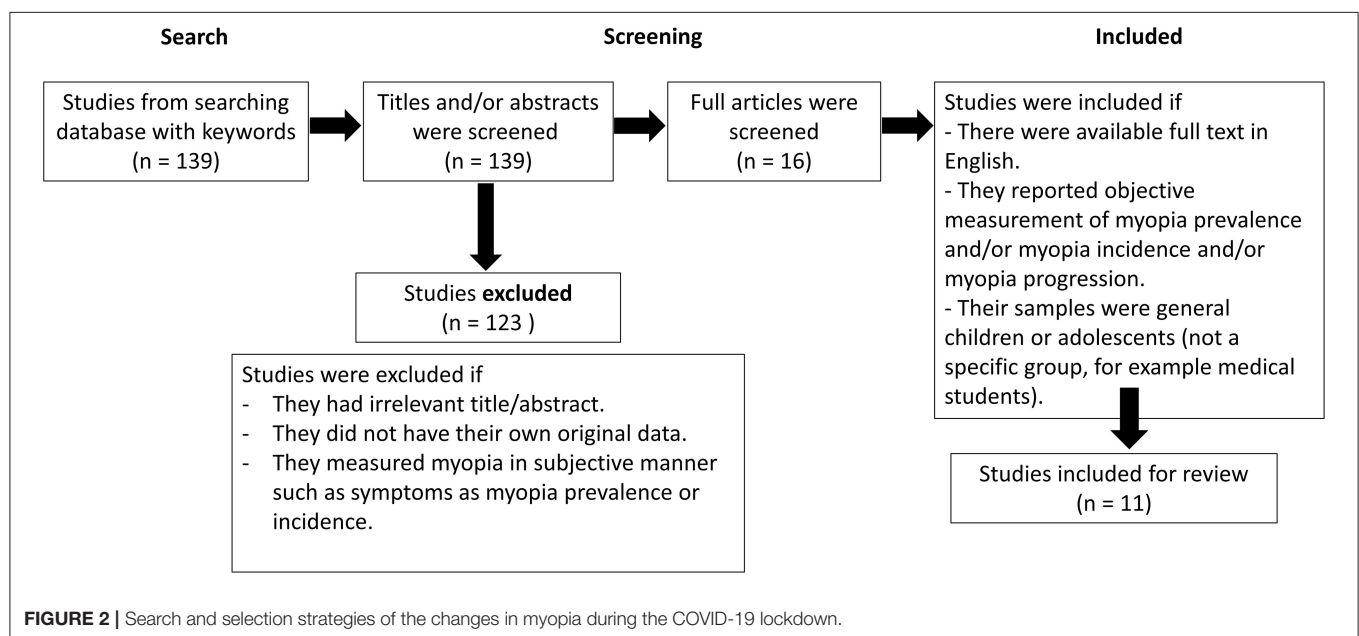 Search
Screening
Included
Studies from searching
database with keywords
(n = 139)
Titles and/or abstracts
were screened
(n = 139)
Full articles were
screened
(n = 16)
Studies were included if
- There were available full text in
English.
- They reported objective
measurement of myopia prevalence
and/or myopia incidence and/or
myopia progression.
- Their samples were general
children or adolescents (not a
specific group, for example medical
students).
Studies excluded
(n = 123 )
Studies were excluded if
- They had irrelevant title/abstract.
- They did not have their own original data.
- They measured myopia in subjective manner
such as symptoms as myopia prevalence or
incidence.
Studies included for review
(n = 11)
FIGURE 2 | Search and selection strategies of the changes in myopia during the COVID-19 lockdown.